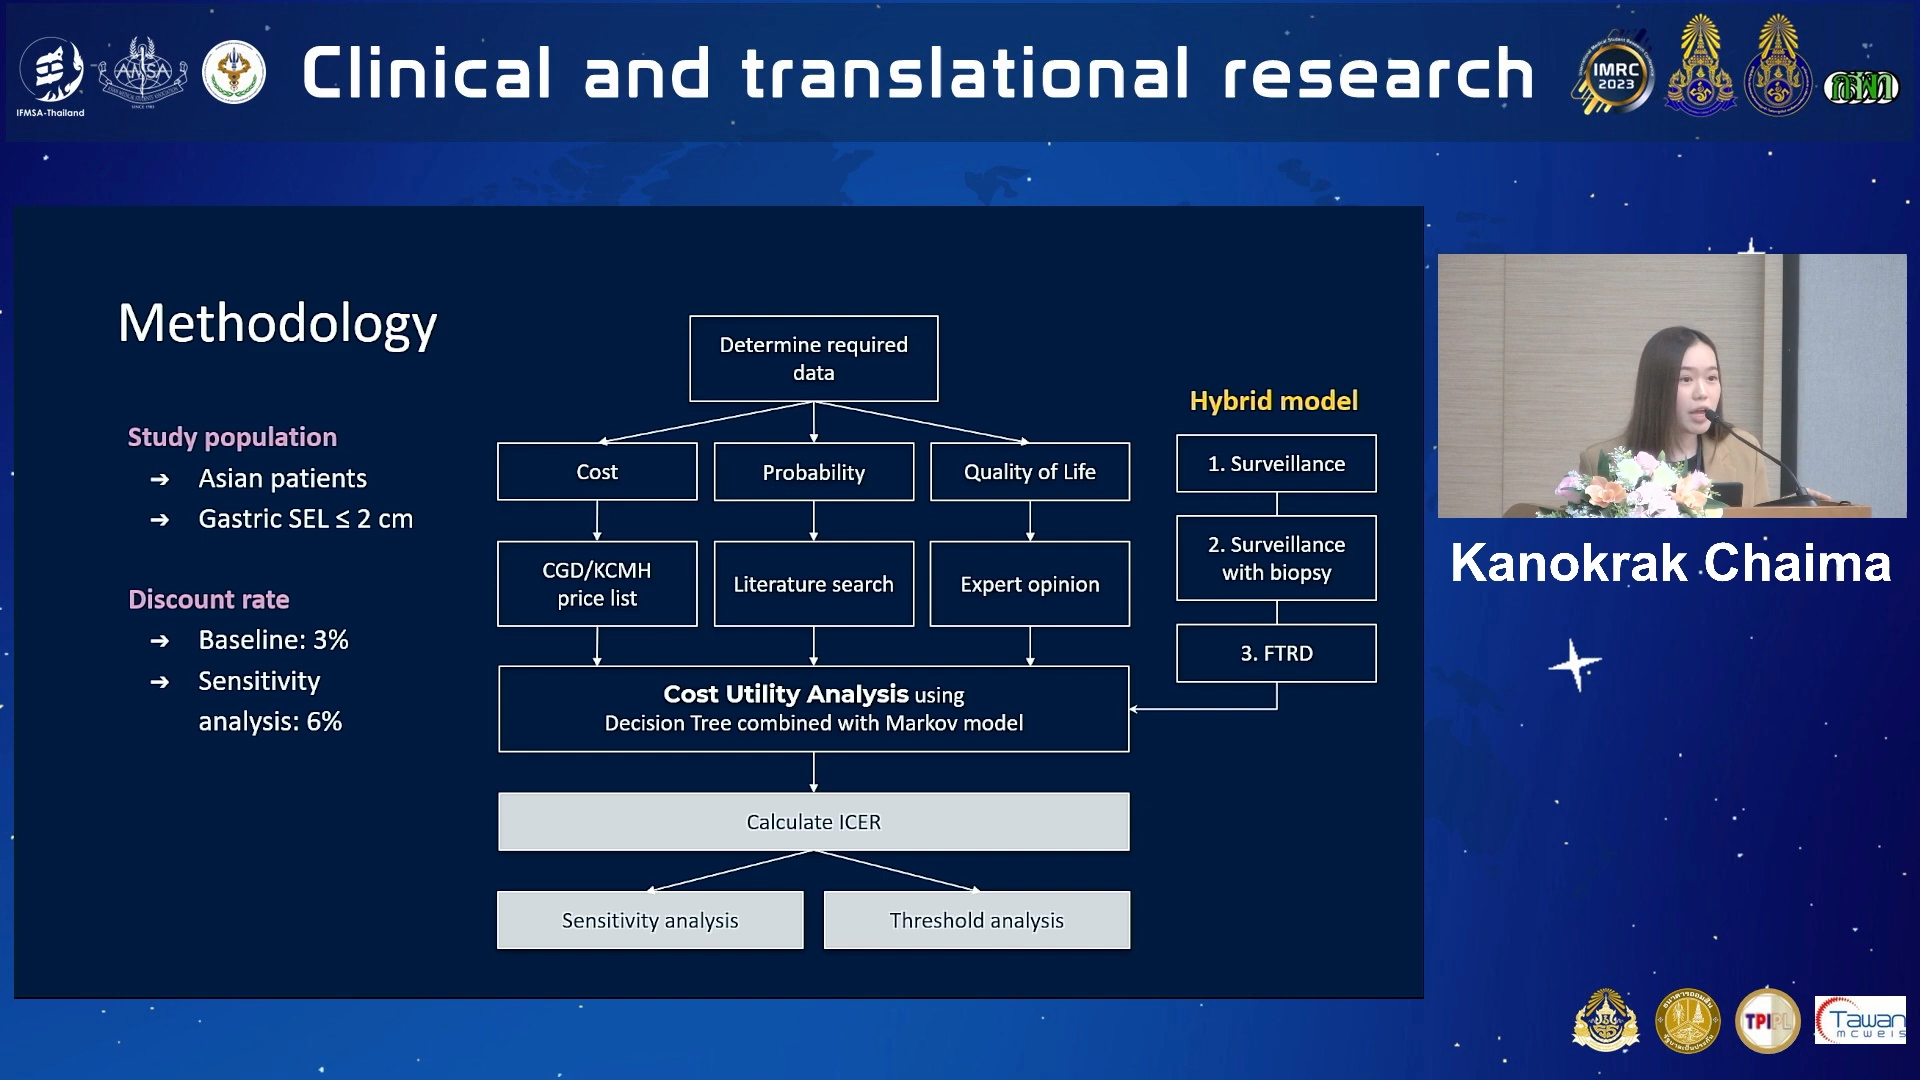 IFMSA-Thailand
AMSA
Clinical and translational research
IMRC
2023
Methodology
Study population
➔ Asian patients
➔ Gastric SEL ≤ 2 cm
Discount rate
➔ Baseline: 3%
➔ Sensitivity
analysis: 6%
Determine required
data
Cost
Probability
Quality of Life
CGD/KCMH
price list
Literature search
Expert opinion
Cost Utility Analysis using
Decision Tree combined with Markov model
Calculate ICER
Sensitivity analysis
Threshold analysis
Hybrid model
1. Surveillance
2. Surveillance
with biopsy
3. FTRD
Kanokrak Chaima
TPIPL
Tawan
mcweis